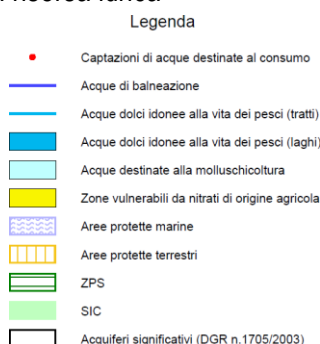 Legenda
Captazioni di acque destinate al consumo
Acque di balneazione
Acque dolci idonee alla vita dei pesci (tratti)
Acque dolci idonee alla vita dei pesci (laghi)
Acque destinate alla molluschicoltura
Zone vulnerabili da nitrati di origine agricola
Aree protette marine
Aree protette terrestri
ZPS
SIC
Acquiferi significativi (DGR n.1705/2003)